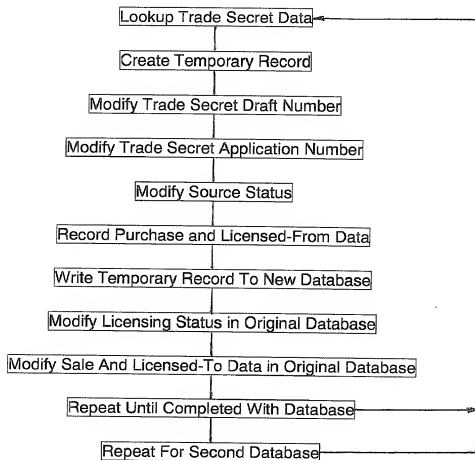 Lookup Trade Secret Data
Create Temporary Record
Modify Trade Secret Draft Number
Modify Trade Secret Application Number
Modify Source Status
Record Purchase and Licensed-From Data
Write Temporary Record To New Database
Modify Licensing Status in Original Database
Modify Sale And Licensed-To Data in Original Database
Repeat Until Completed With Database
Repeat For Second Database